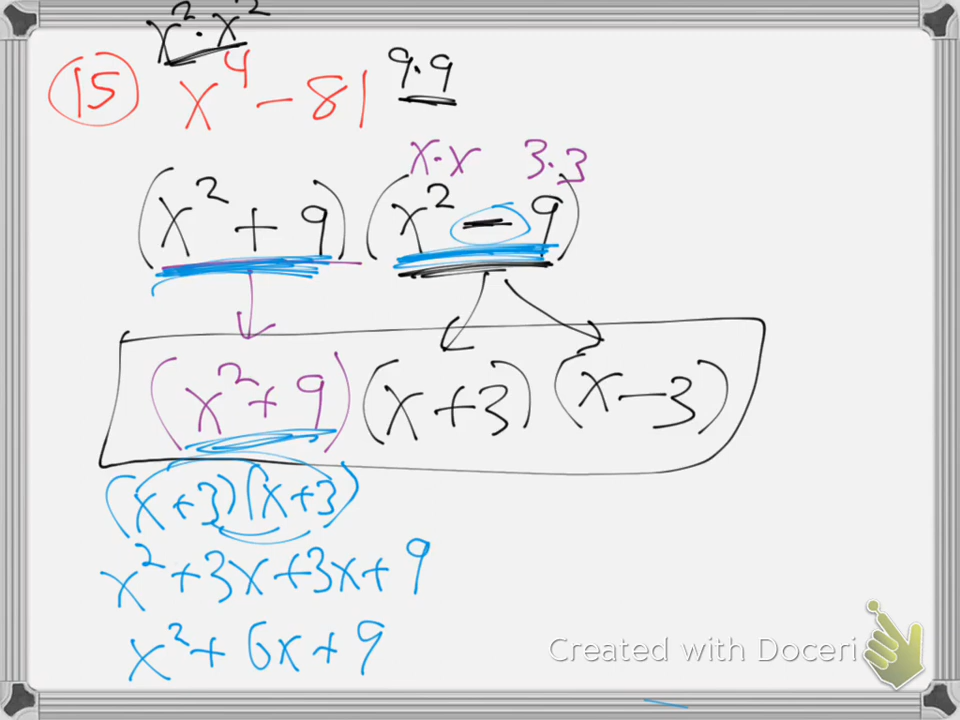 x² · x²
15 x⁴ - 81 9·9
x·x 3·3
(x² + 9) (x² - 9)
(x² + 9) (x + 3) (x - 3)
(x + 3)(x + 3)
x² + 3x + 3x + 9
x² + 6x + 9
Created with Doceri